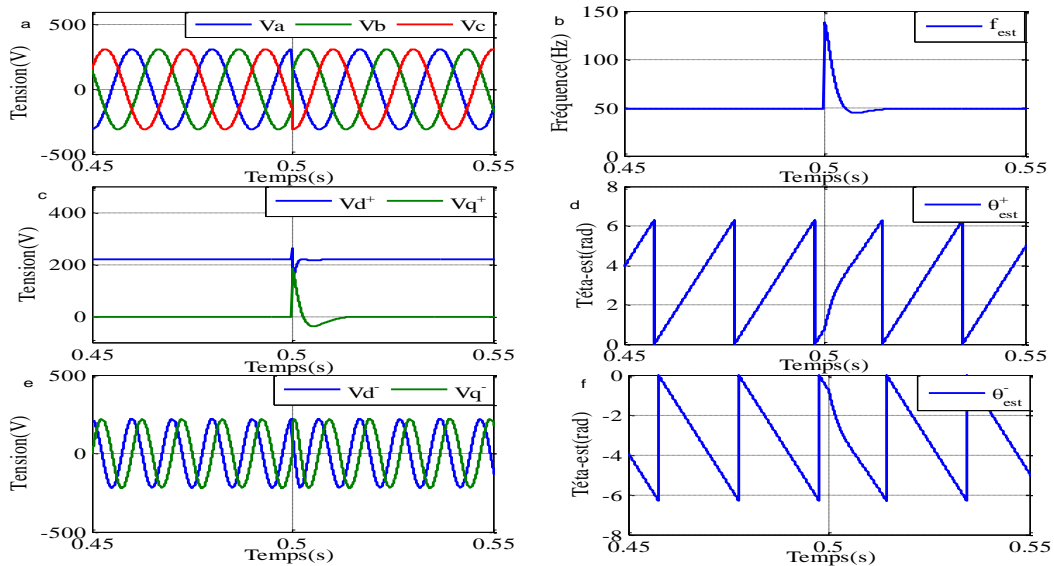 a
Va Vb Vc
Tension(V)
500
0
-500
0.45
0.5
0.55
Temps(s)
b
f est
Fréquence(Hz)
150
100
50
0
0.45
0.5
0.55
Temps(s)
c
Vd+ Vq+
Tension(V)
400
200
0
0.45
0.5
0.55
Temps(s)
d
θ+est
Téta-est(rad)
8
6
4
2
0
0.45
0.5
0.55
Temps(s)
e
Vd- Vq-
Tension(V)
500
0
-500
0.45
0.5
0.55
Temps(s)
f
θ-est
Téta-est(rad)
0
-2
-4
-6
-8
0.45
0.5
0.55
Temps(s)